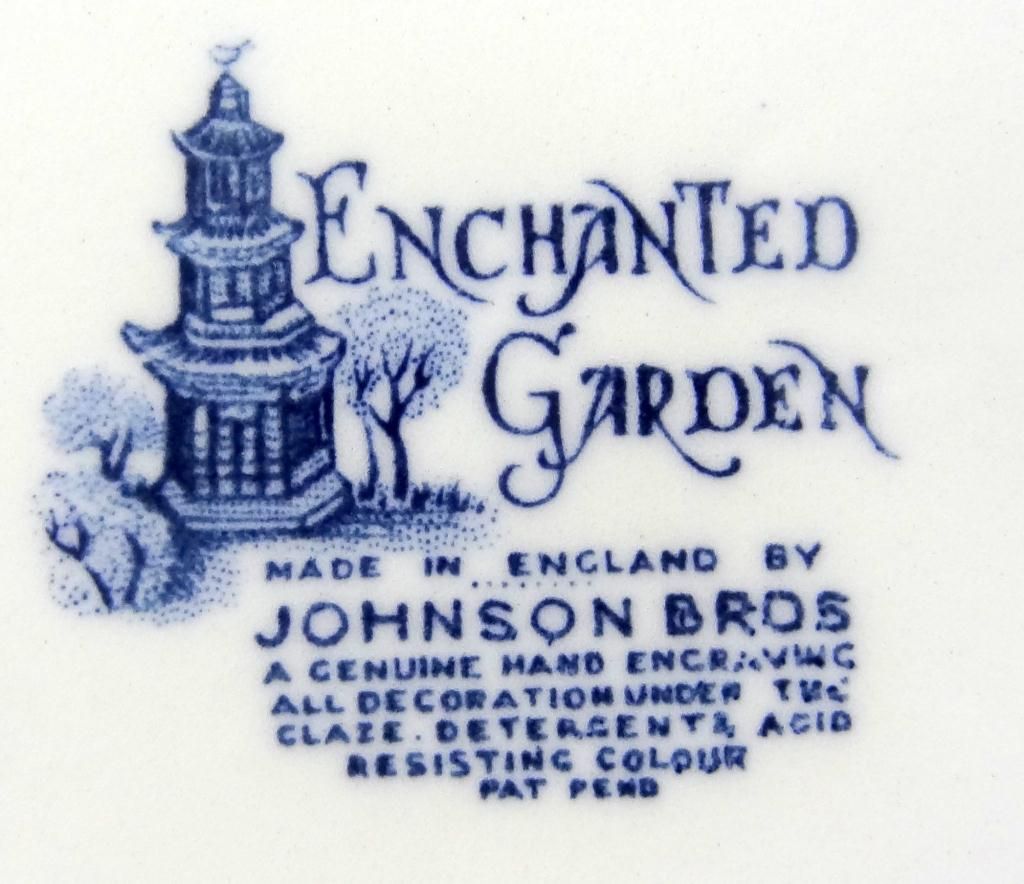 ENCHANTED
GARDEN
MADE IN ENGLAND BY
JOHNSON BROS
A GENUINE HAND ENGRAVING
ALL DECORATION UNDER THE
GLAZE. DETERGENT & ACID
RESISTING COLOUR
PAT PEND